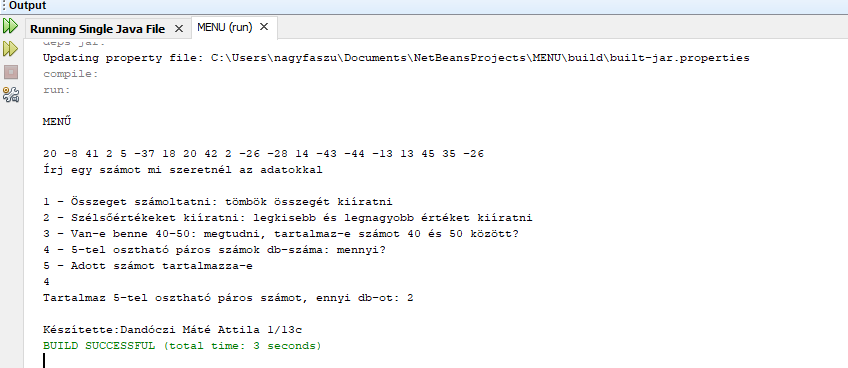 Output
Running Single Java File MENU (run)
deps-jar:
Updating property file: C:\Users\nagyfaszu\Documents\NetBeansProjects\MENU\build\built-jar.properties
compile:
run:
MENŰ
20 -8 41 2 5 -37 18 20 42 2 -26 -28 14 -43 -44 -13 13 45 35 -26
Írj egy számot mi szeretnél az adatokkal
1 - Összeget számoltatni: tömbök összegét kiíratni
2 - Szélsőértékeket kiíratni: legkisebb és legnagyobb értéket kiíratni
3 - Van-e benne 40-50: megtudni, tartalmaz-e számot 40 és 50 között?
4 - 5-tel osztható páros számok db-száma: mennyi?
5 - Adott számot tartalmazza-e
4
Tartalmaz 5-tel osztható páros számot, ennyi db-ot: 2
Készítette:Dandóczi Máté Attila 1/13c
BUILD SUCCESSFUL (total time: 3 seconds)